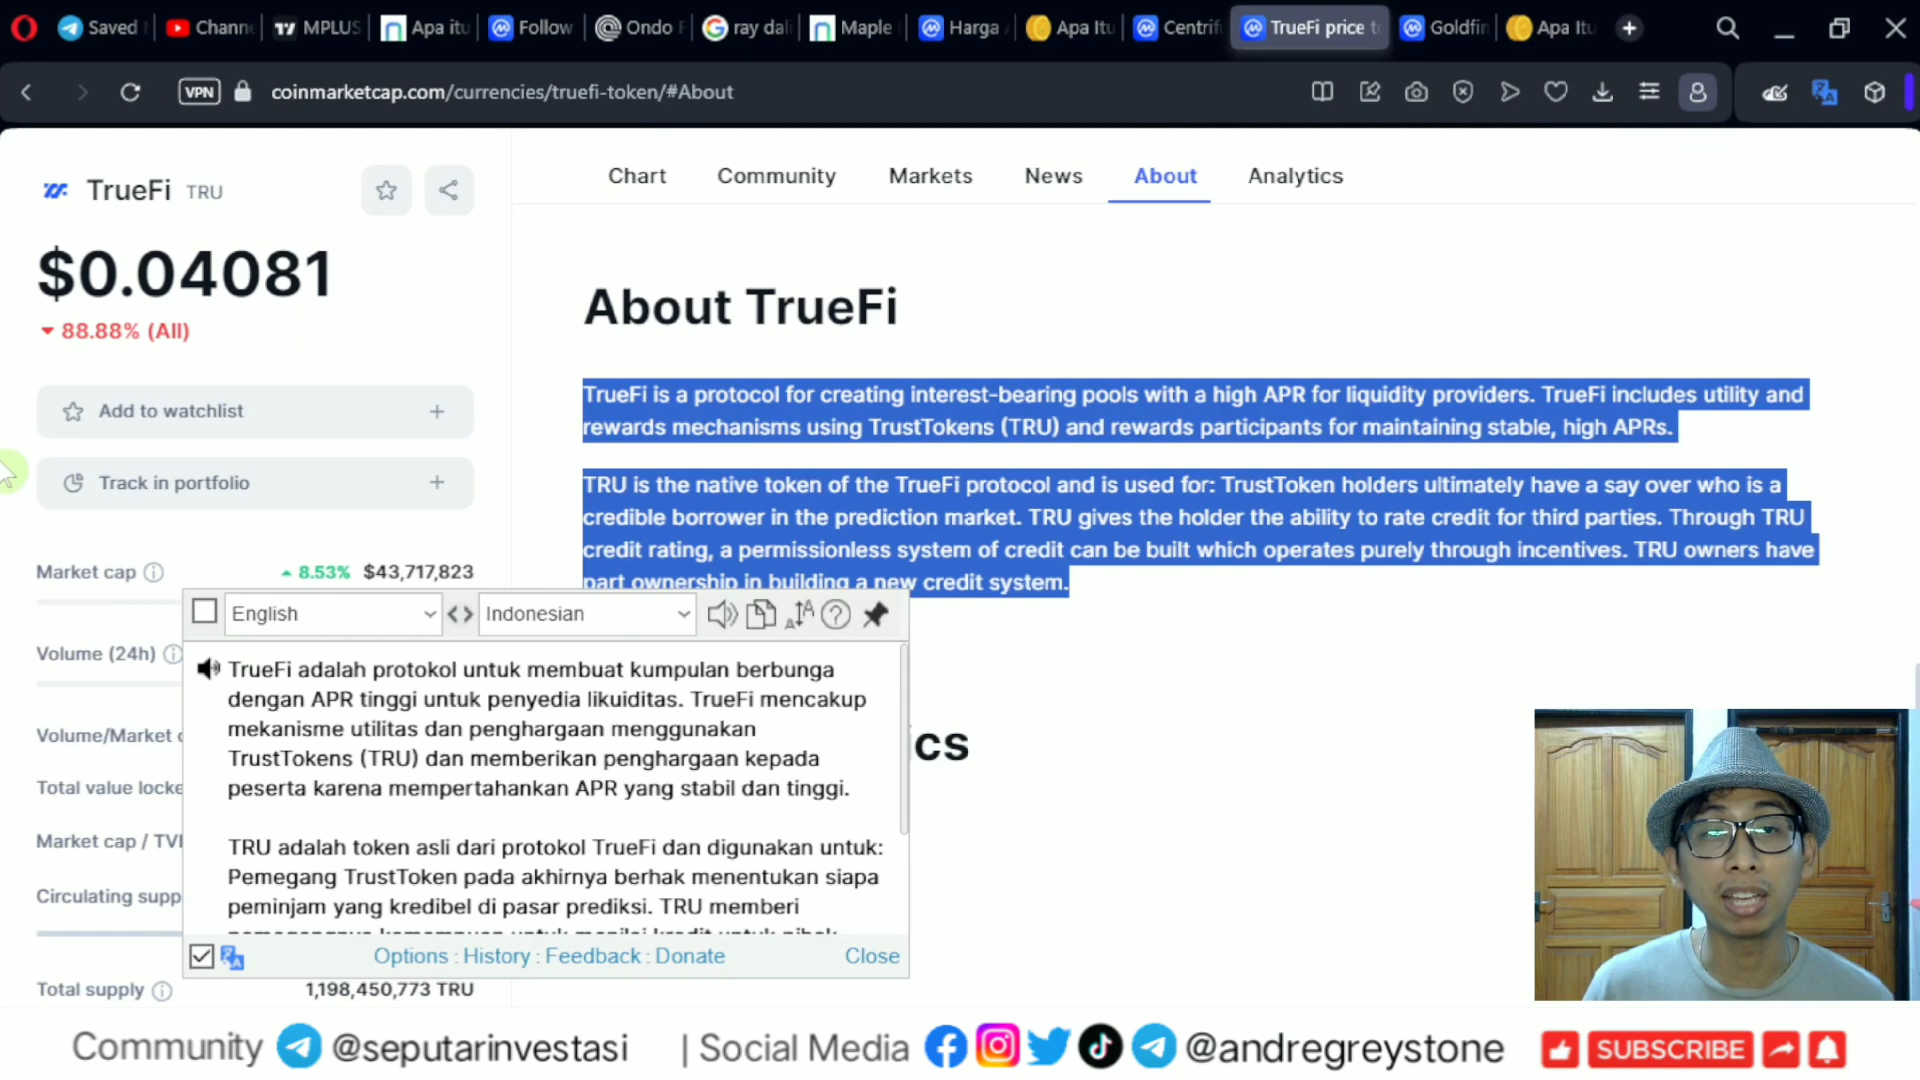 Saved
Chann
MPLUS
Apa itu
Follow
Ondo F
ray dal
Maple
Harga
Apa Itu
Centrif
TrueFi price t
Goldfin
Apa Itu
VPN
coinmarketcap.com/currencies/truefi-token/#About
TrueFi TRU
$0.04081
88.88% (All)
Add to watchlist
Track in portfolio
Market cap 8.53% $43,717,823
Volume (24h)
Volume/Market c
Total value locke
Market cap / TVL
Circulating supp
Total supply 1,198,450,773 TRU
Chart Community Markets News About Analytics
About TrueFi
TrueFi is a protocol for creating interest-bearing pools with a high APR for liquidity providers. TrueFi includes utility and
rewards mechanisms using TrustTokens (TRU) and rewards participants for maintaining stable, high APRs.
TRU is the native token of the TrueFi protocol and is used for: TrustToken holders ultimately have a say over who is a
credible borrower in the prediction market. TRU gives the holder the ability to rate credit for third parties. Through TRU
credit rating, a permissionless system of credit can be built which operates purely through incentives. TRU owners have
part ownership in building a new credit system.
cs
English Indonesian
TrueFi adalah protokol untuk membuat kumpulan berbunga
dengan APR tinggi untuk penyedia likuiditas. TrueFi mencakup
mekanisme utilitas dan penghargaan menggunakan
TrustTokens (TRU) dan memberikan penghargaan kepada
peserta karena mempertahankan APR yang stabil dan tinggi.
TRU adalah token asli dari protokol TrueFi dan digunakan untuk:
Pemegang TrustToken pada akhirnya berhak menentukan siapa
peminjam yang kredibel di pasar prediksi. TRU memberi
Options : History : Feedback : Donate Close
Community @seputarinvestasi | Social Media @andregreystone SUBSCRIBE